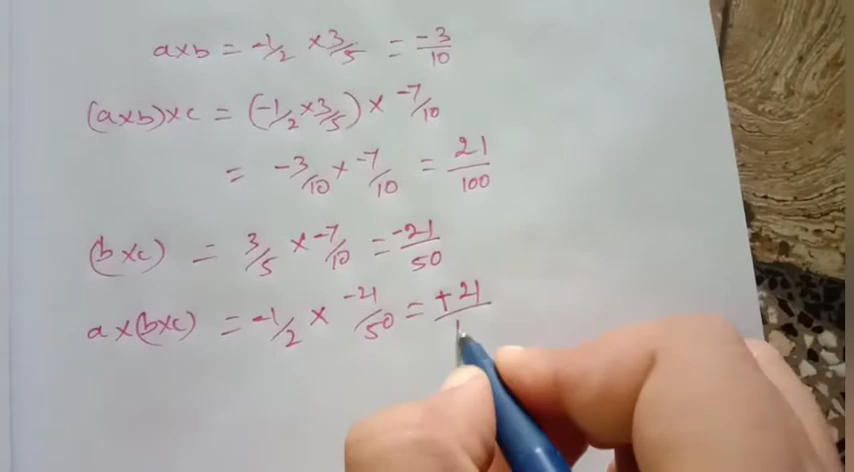 a×b = -1/2 × 3/5 = -3/10
(a×b)×c = (-1/2 × 3/5) × -7/10
= -3/10 × -7/10 = 21/100
(b×c) = 3/5 × -7/10 = -21/50
a×(b×c) = -1/2 × -21/50 = +21/1